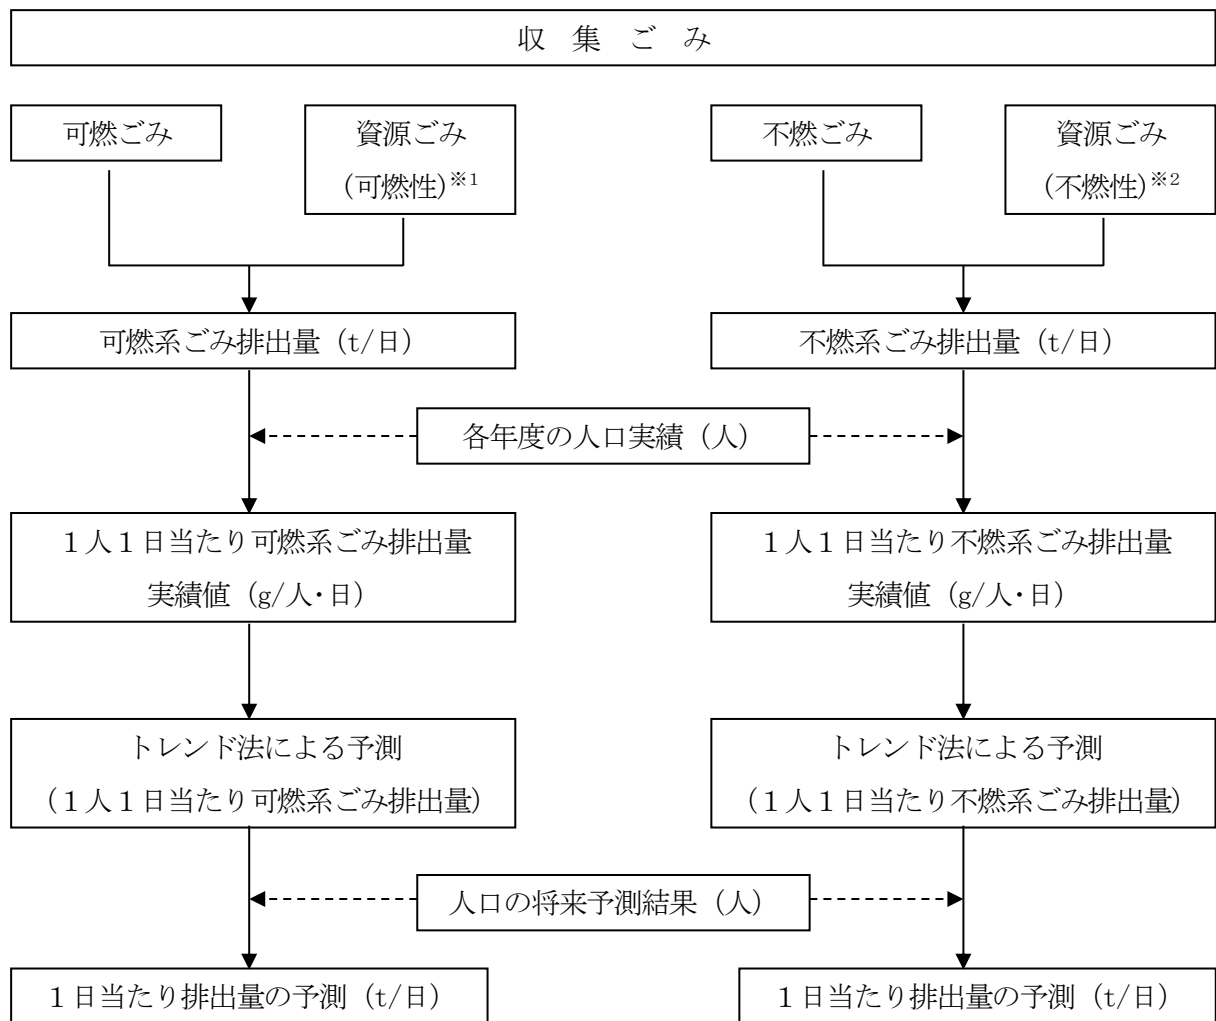 収 集 ご み
可燃ごみ
資源ごみ
(可燃性)※1
不燃ごみ
資源ごみ
(不燃性)※2
可燃系ごみ排出量（t/日）
不燃系ごみ排出量（t/日）
各年度の人口実績（人）
１人１日当たり可燃系ごみ排出量
実績値（g/人・日）
１人１日当たり不燃系ごみ排出量
実績値（g/人・日）
トレンド法による予測
（１人１日当たり可燃系ごみ排出量）
トレンド法による予測
（１人１日当たり不燃系ごみ排出量）
人口の将来予測結果（人）
１日当たり排出量の予測（t/日）
１日当たり排出量の予測（t/日）